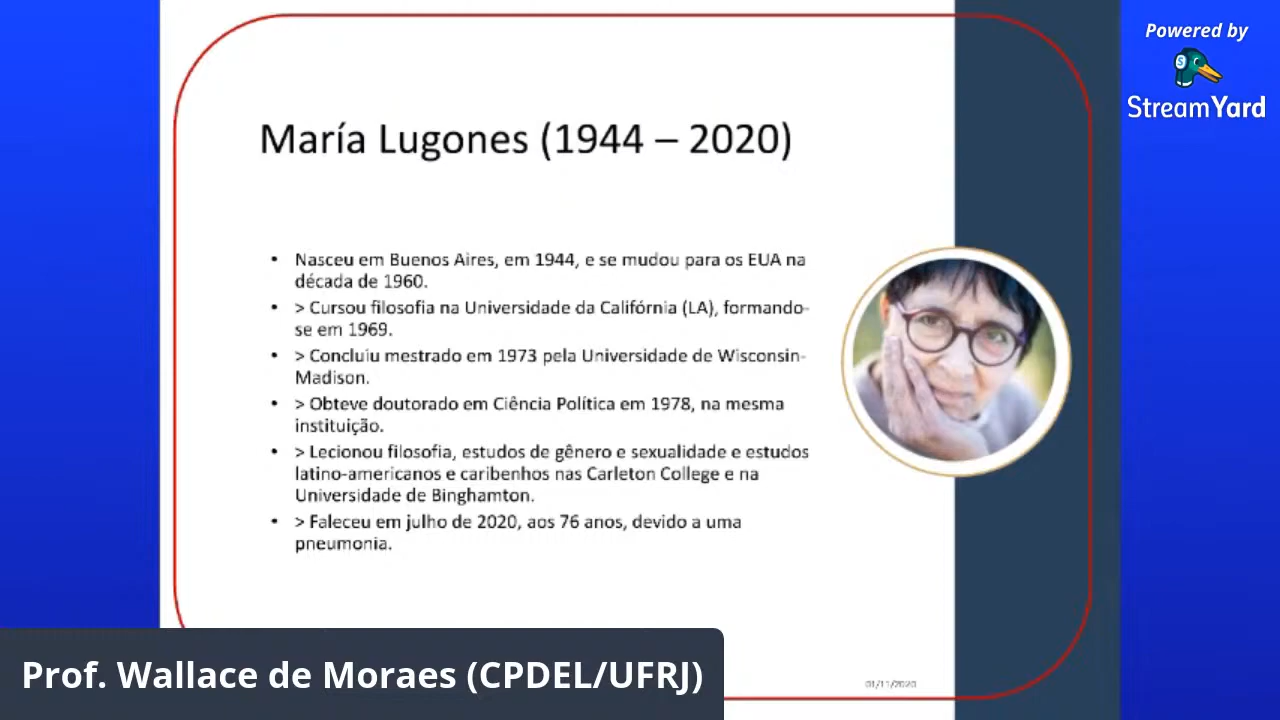 Powered by
StreamYard
María Lugones (1944 – 2020)
• Nasceu em Buenos Aires, em 1944, e se mudou para os EUA na
década de 1960.
• > Cursou filosofia na Universidade da Califórnia (LA), formando-
se em 1969.
• > Concluiu mestrado em 1973 pela Universidade de Wisconsin-
Madison.
• > Obteve doutorado em Ciência Política em 1978, na mesma
instituição.
• > Lecionou filosofia, estudos de gênero e sexualidade e estudos
latino-americanos e caribenhos nas Carleton College e na
Universidade de Binghamton.
• > Faleceu em julho de 2020, aos 76 anos, devido a uma
pneumonia.
01/11/2020
Prof. Wallace de Moraes (CPDEL/UFRJ)